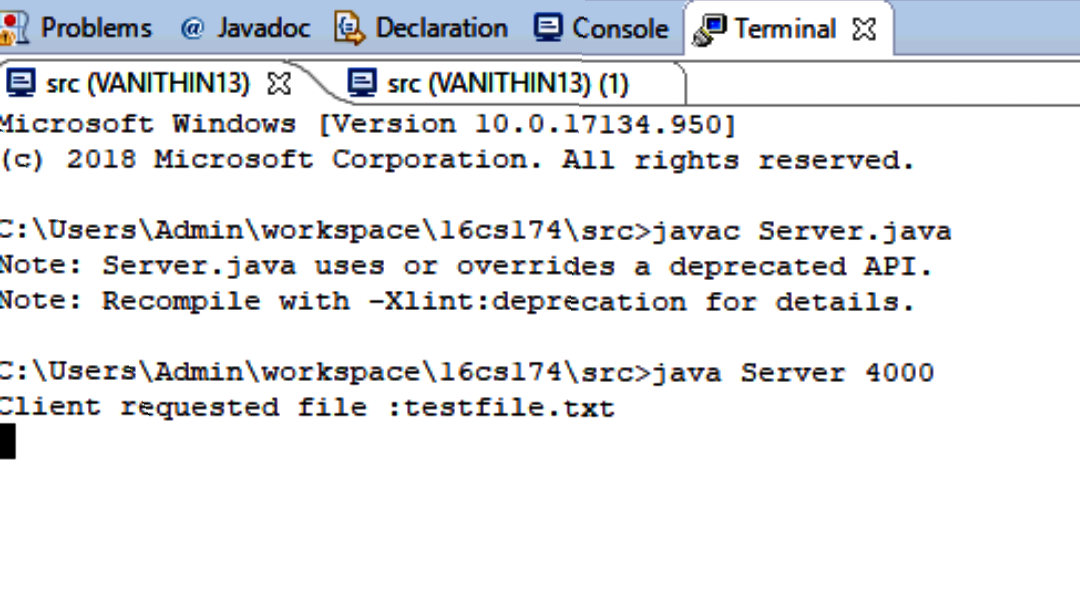 Problems @ Javadoc Declaration Console Terminal
src (VANITHIN13) src (VANITHIN13) (1)
Microsoft Windows [Version 10.0.17134.950]
(c) 2018 Microsoft Corporation. All rights reserved.
C:\Users\Admin\workspace\16cs174\src>javac Server.java
Note: Server.java uses or overrides a deprecated API.
Note: Recompile with -Xlint:deprecation for details.
C:\Users\Admin\workspace\16cs174\src>java Server 4000
Client requested file :testfile.txt